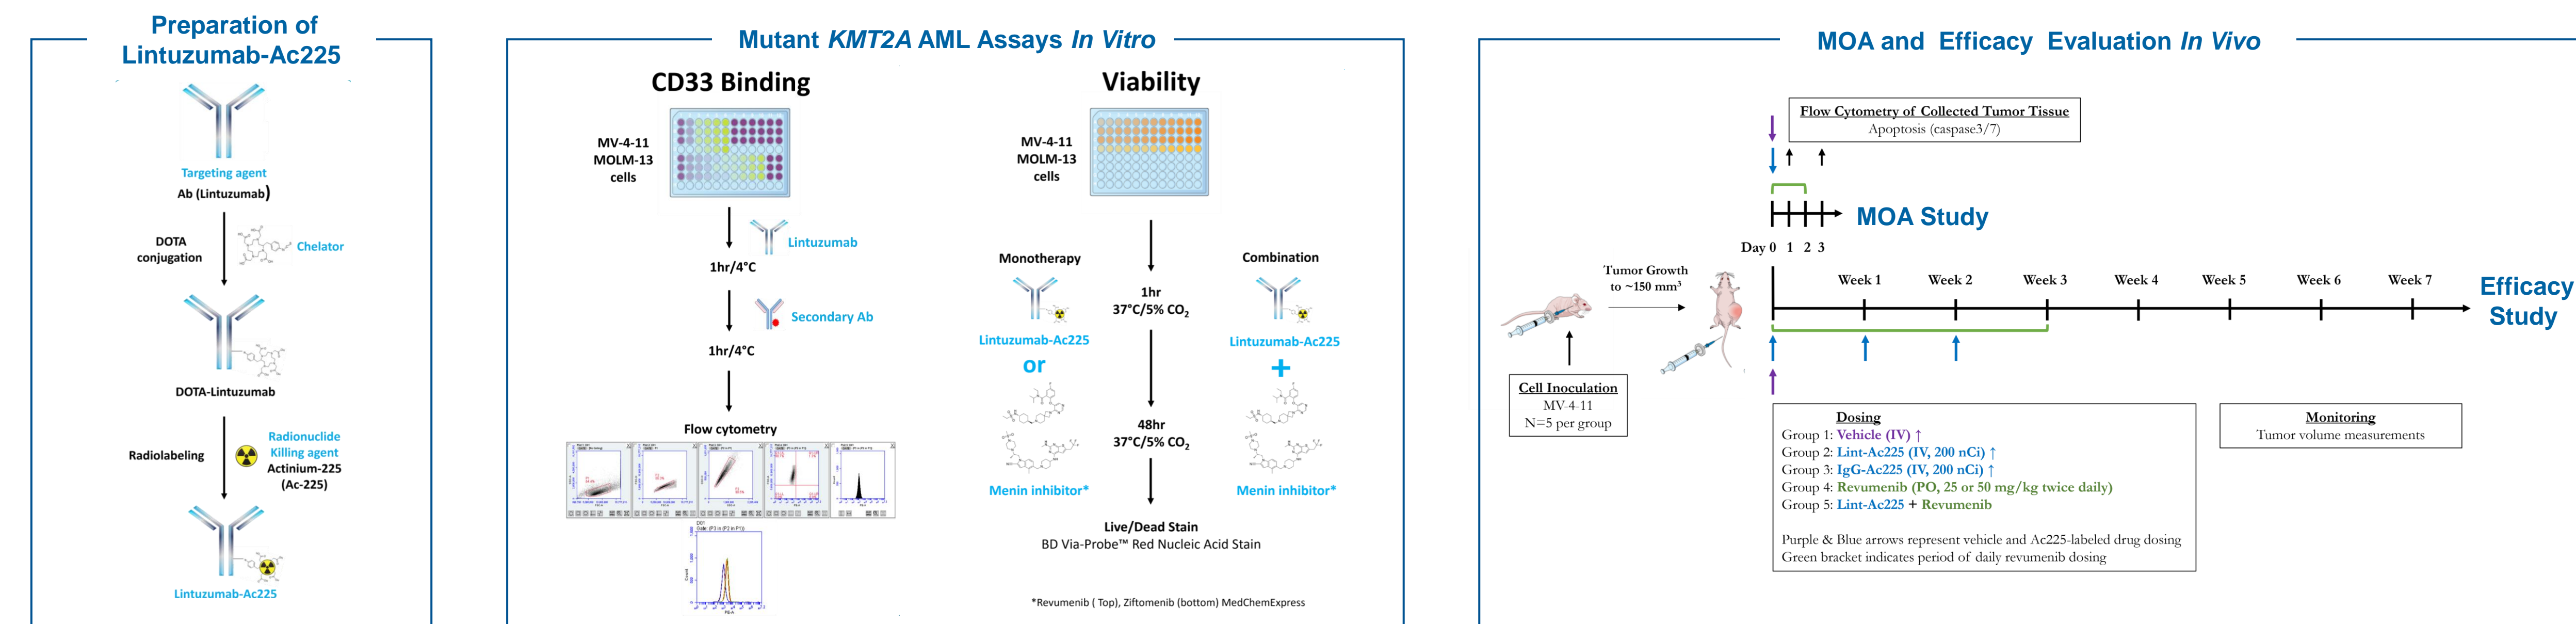 Preparation of
Lintuzumab-Ac225
Targeting agent
Ab (Lintuzumab)
DOTA
conjugation
Chelator
DOTA-Lintuzumab
Radiolabeling
Radionuclide
Killing agent
Actinium-225
(Ac-225)
Lintuzumab-Ac225
Mutant KMT2A AML Assays In Vitro
CD33 Binding
MV-4-11
MOLM-13
cells
Lintuzumab
1hr/4°C
Secondary Ab
1hr/4°C
Flow cytometry
Viability
MV-4-11
MOLM-13
cells
Monotherapy
Lintuzumab-Ac225
or
Menin inhibitor*
1hr
37°C/5% CO₂
48hr
37°C/5% CO₂
Combination
Lintuzumab-Ac225
+
Menin inhibitor*
Live/Dead Stain
BD Via-Probe™ Red Nucleic Acid Stain
*Revumenib ( Top), Ziftomenib (bottom) MedChemExpress
MOA and Efficacy Evaluation In Vivo
Flow Cytometry of Collected Tumor Tissue
Apoptosis (caspase3/7)
MOA Study
Day 0 1 2 3
Tumor Growth
to ~150 mm³
Week 1 Week 2 Week 3 Week 4 Week 5 Week 6 Week 7
Efficacy
Study
Cell Inoculation
MV-4-11
N=5 per group
Dosing
Group 1: Vehicle (IV) ↑
Group 2: Lint-Ac225 (IV, 200 nCi) ↑
Group 3: IgG-Ac225 (IV, 200 nCi) ↑
Group 4: Revumenib (PO, 25 or 50 mg/kg twice daily)
Group 5: Lint-Ac225 + Revumenib
Purple & Blue arrows represent vehicle and Ac225-labeled drug dosing
Green bracket indicates period of daily revumenib dosing
Monitoring
Tumor volume measurements